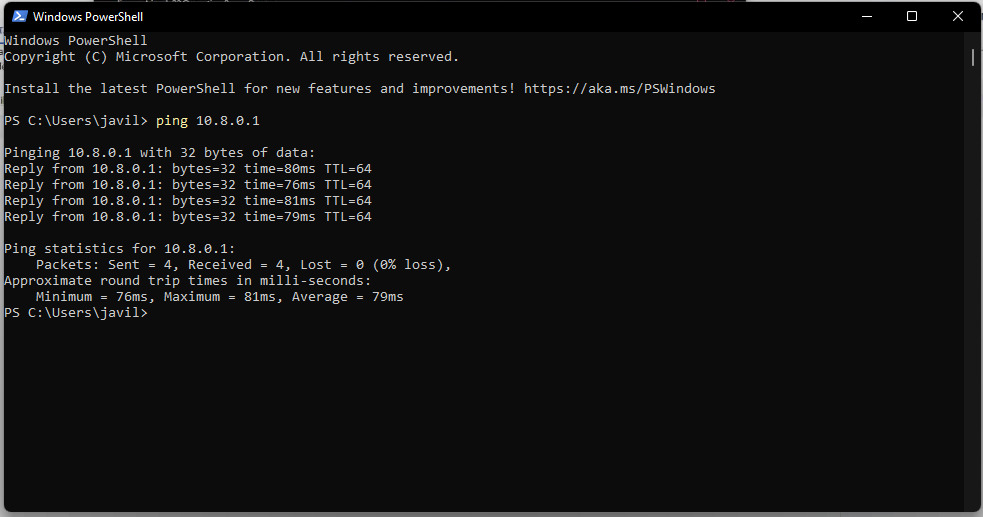 Windows PowerShell
Windows PowerShell
Copyright (C) Microsoft Corporation. All rights reserved.
Install the latest PowerShell for new features and improvements! https://aka.ms/PSWindows
PS C:\Users\javil> ping 10.8.0.1
Pinging 10.8.0.1 with 32 bytes of data:
Reply from 10.8.0.1: bytes=32 time=80ms TTL=64
Reply from 10.8.0.1: bytes=32 time=76ms TTL=64
Reply from 10.8.0.1: bytes=32 time=81ms TTL=64
Reply from 10.8.0.1: bytes=32 time=79ms TTL=64
Ping statistics for 10.8.0.1:
    Packets: Sent = 4, Received = 4, Lost = 0 (0% loss),
Approximate round trip times in milli-seconds:
    Minimum = 76ms, Maximum = 81ms, Average = 79ms
PS C:\Users\javil>